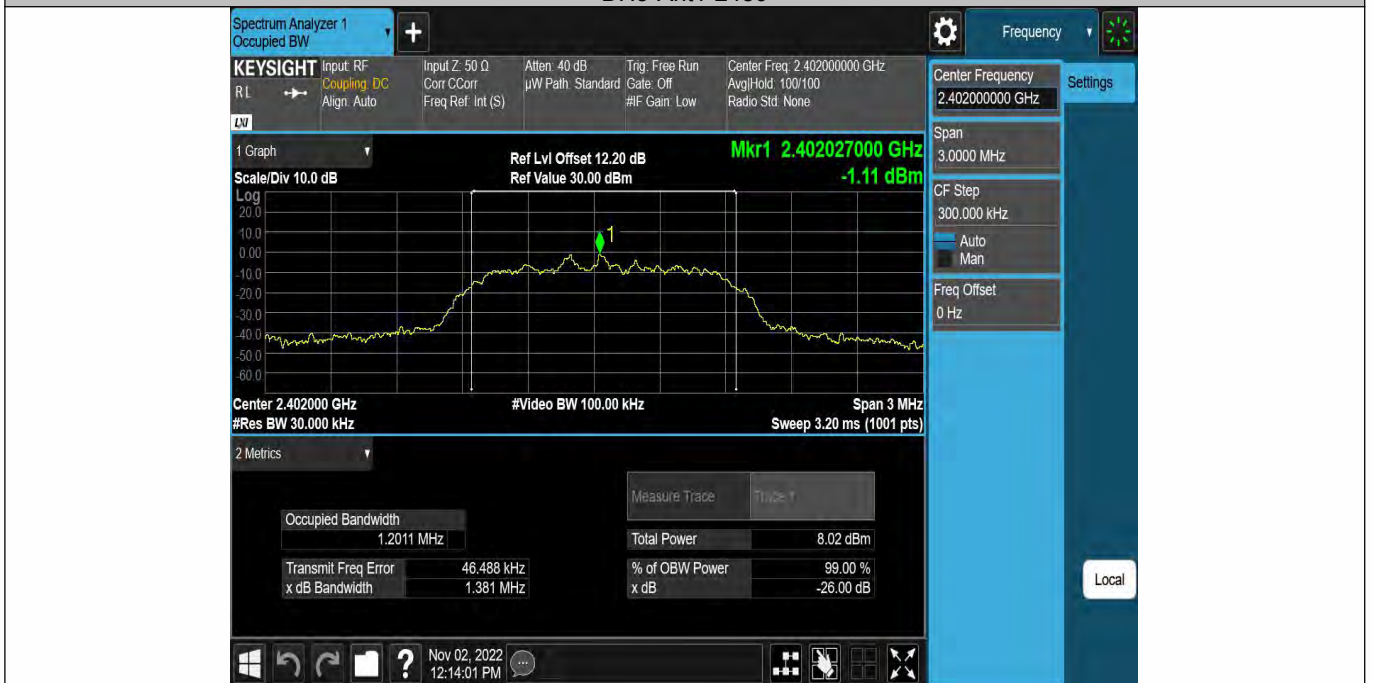 Spectrum Analyzer 1
Occupied BW
+
Frequency
KEYSIGHT
Input: RF
Coupling: DC
Align: Auto
Input Z: 50 Ω
Corr CCorr
Freq Ref: Int (S)
Atten: 40 dB
µW Path: Standard
Trig: Free Run
Gate: Off
#IF Gain: Low
Center Freq: 2.402000000 GHz
Avg|Hold: 100/100
Radio Std: None
RL
LXI
Center Frequency
2.402000000 GHz
Settings
Span
3.0000 MHz
CF Step
300.000 kHz
Auto
Man
Freq Offset
0 Hz
1 Graph
Scale/Div 10.0 dB
Ref Lvl Offset 12.20 dB
Ref Value 30.00 dBm
Mkr1 2.402027000 GHz
-1.11 dBm
Log
20.0
10.0
0.00
-10.0
-20.0
-30.0
-40.0
-50.0
-60.0
1
Center 2.402000 GHz
#Video BW 100.00 kHz
Span 3 MHz
#Res BW 30.000 kHz
Sweep 3.20 ms (1001 pts)
2 Metrics
Measure Trace
Trace 1
Occupied Bandwidth
1.2011 MHz
Total Power 8.02 dBm
Transmit Freq Error 46.488 kHz
% of OBW Power 99.00 %
x dB Bandwidth 1.381 MHz
x dB -26.00 dB
Local
?
Nov 02, 2022
12:14:01 PM